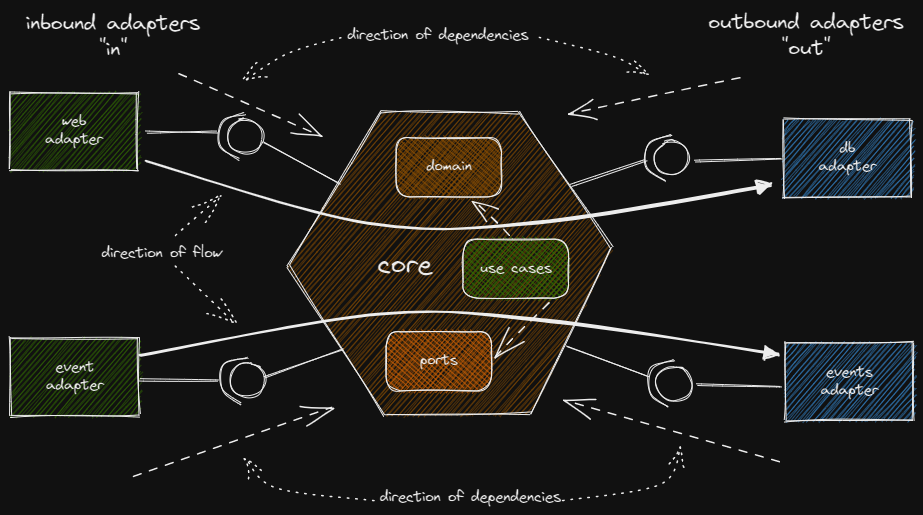 inbound adapters
"in"
direction of dependencies
outbound adapters
"out"
web
adapter
domain
db
adapter
direction of flow
core
use cases
event
adapter
ports
events
adapter
direction of dependencies